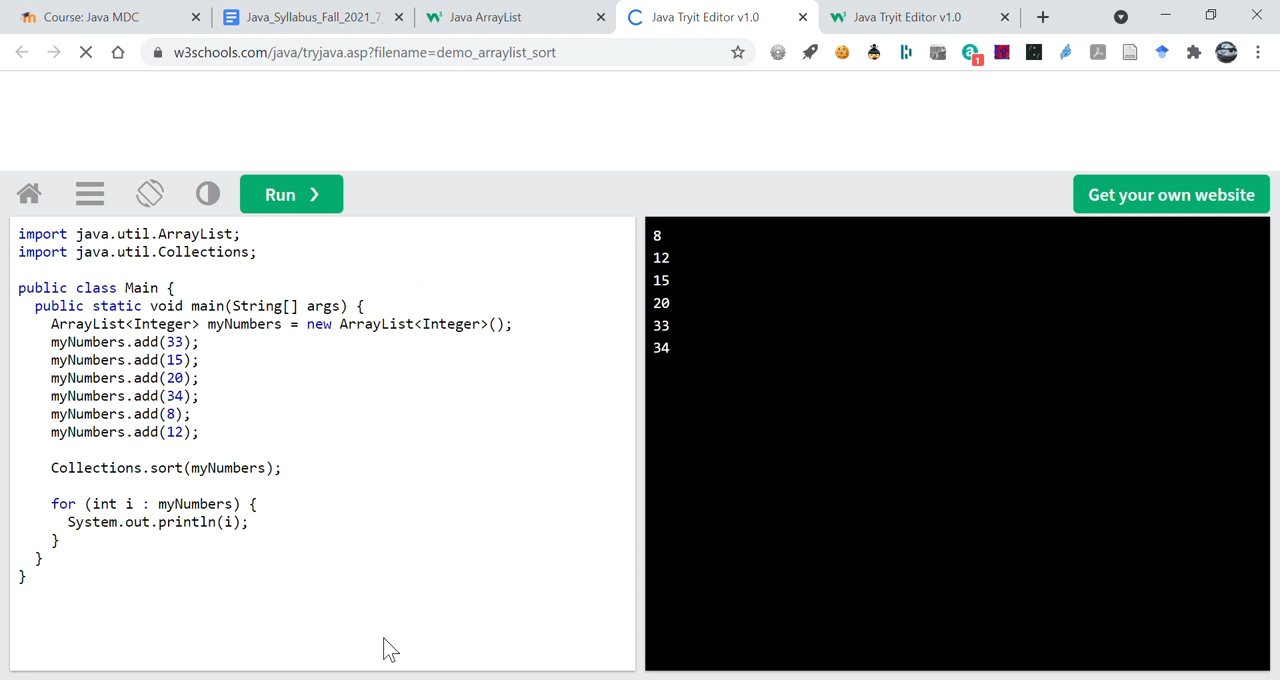 Course: Java MDC
Java_Syllabus_Fall_2021_7
Java ArrayList
Java Tryit Editor v1.0
Java Tryit Editor v1.0
w3schools.com/java/tryjava.asp?filename=demo_arraylist_sort
1
Run ❯
Get your own website
import java.util.ArrayList;
import java.util.Collections;
public class Main {
public static void main(String[] args) {
ArrayList<Integer> myNumbers = new ArrayList<Integer>();
myNumbers.add(33);
myNumbers.add(15);
myNumbers.add(20);
myNumbers.add(34);
myNumbers.add(8);
myNumbers.add(12);
Collections.sort(myNumbers);
for (int i : myNumbers) {
System.out.println(i);
}
}
}
8
12
15
20
33
34